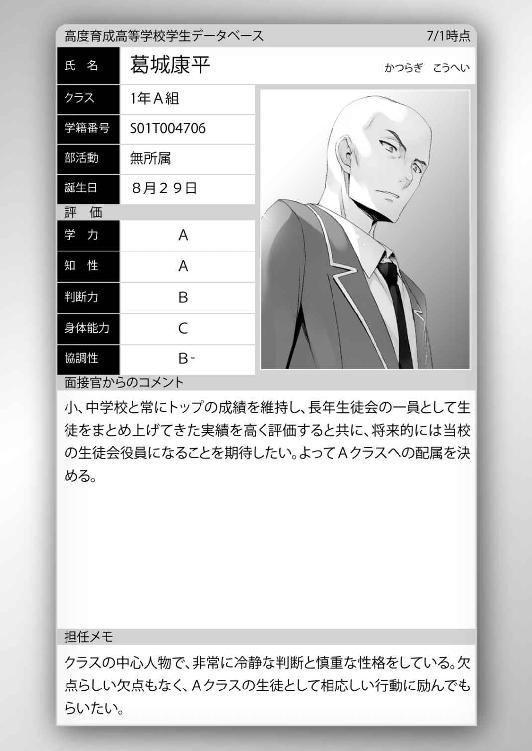 高度育成高等学校学生データベース 7/1時点
氏 名 葛城康平 かつらぎ こうへい
クラス 1年A組
学籍番号 S01T004706
部活動 無所属
誕生日 8月29日
評 価
学 力 A
知 性 A
判断力 B
身体能力 C
協調性 B-
面接官からのコメント
小、中学校と常にトップの成績を維持し、長年生徒会の一員として生
徒をまとめ上げてきた実績を高く評価すると共に、将来的には当校
の生徒会役員になることを期待したい。よってAクラスへの配属を決
める。
担任メモ
クラスの中心人物で、非常に冷静な判断と慎重な性格をしている。欠
点らしい欠点もなく、Aクラスの生徒として相応しい行動に励んでも
らいたい。